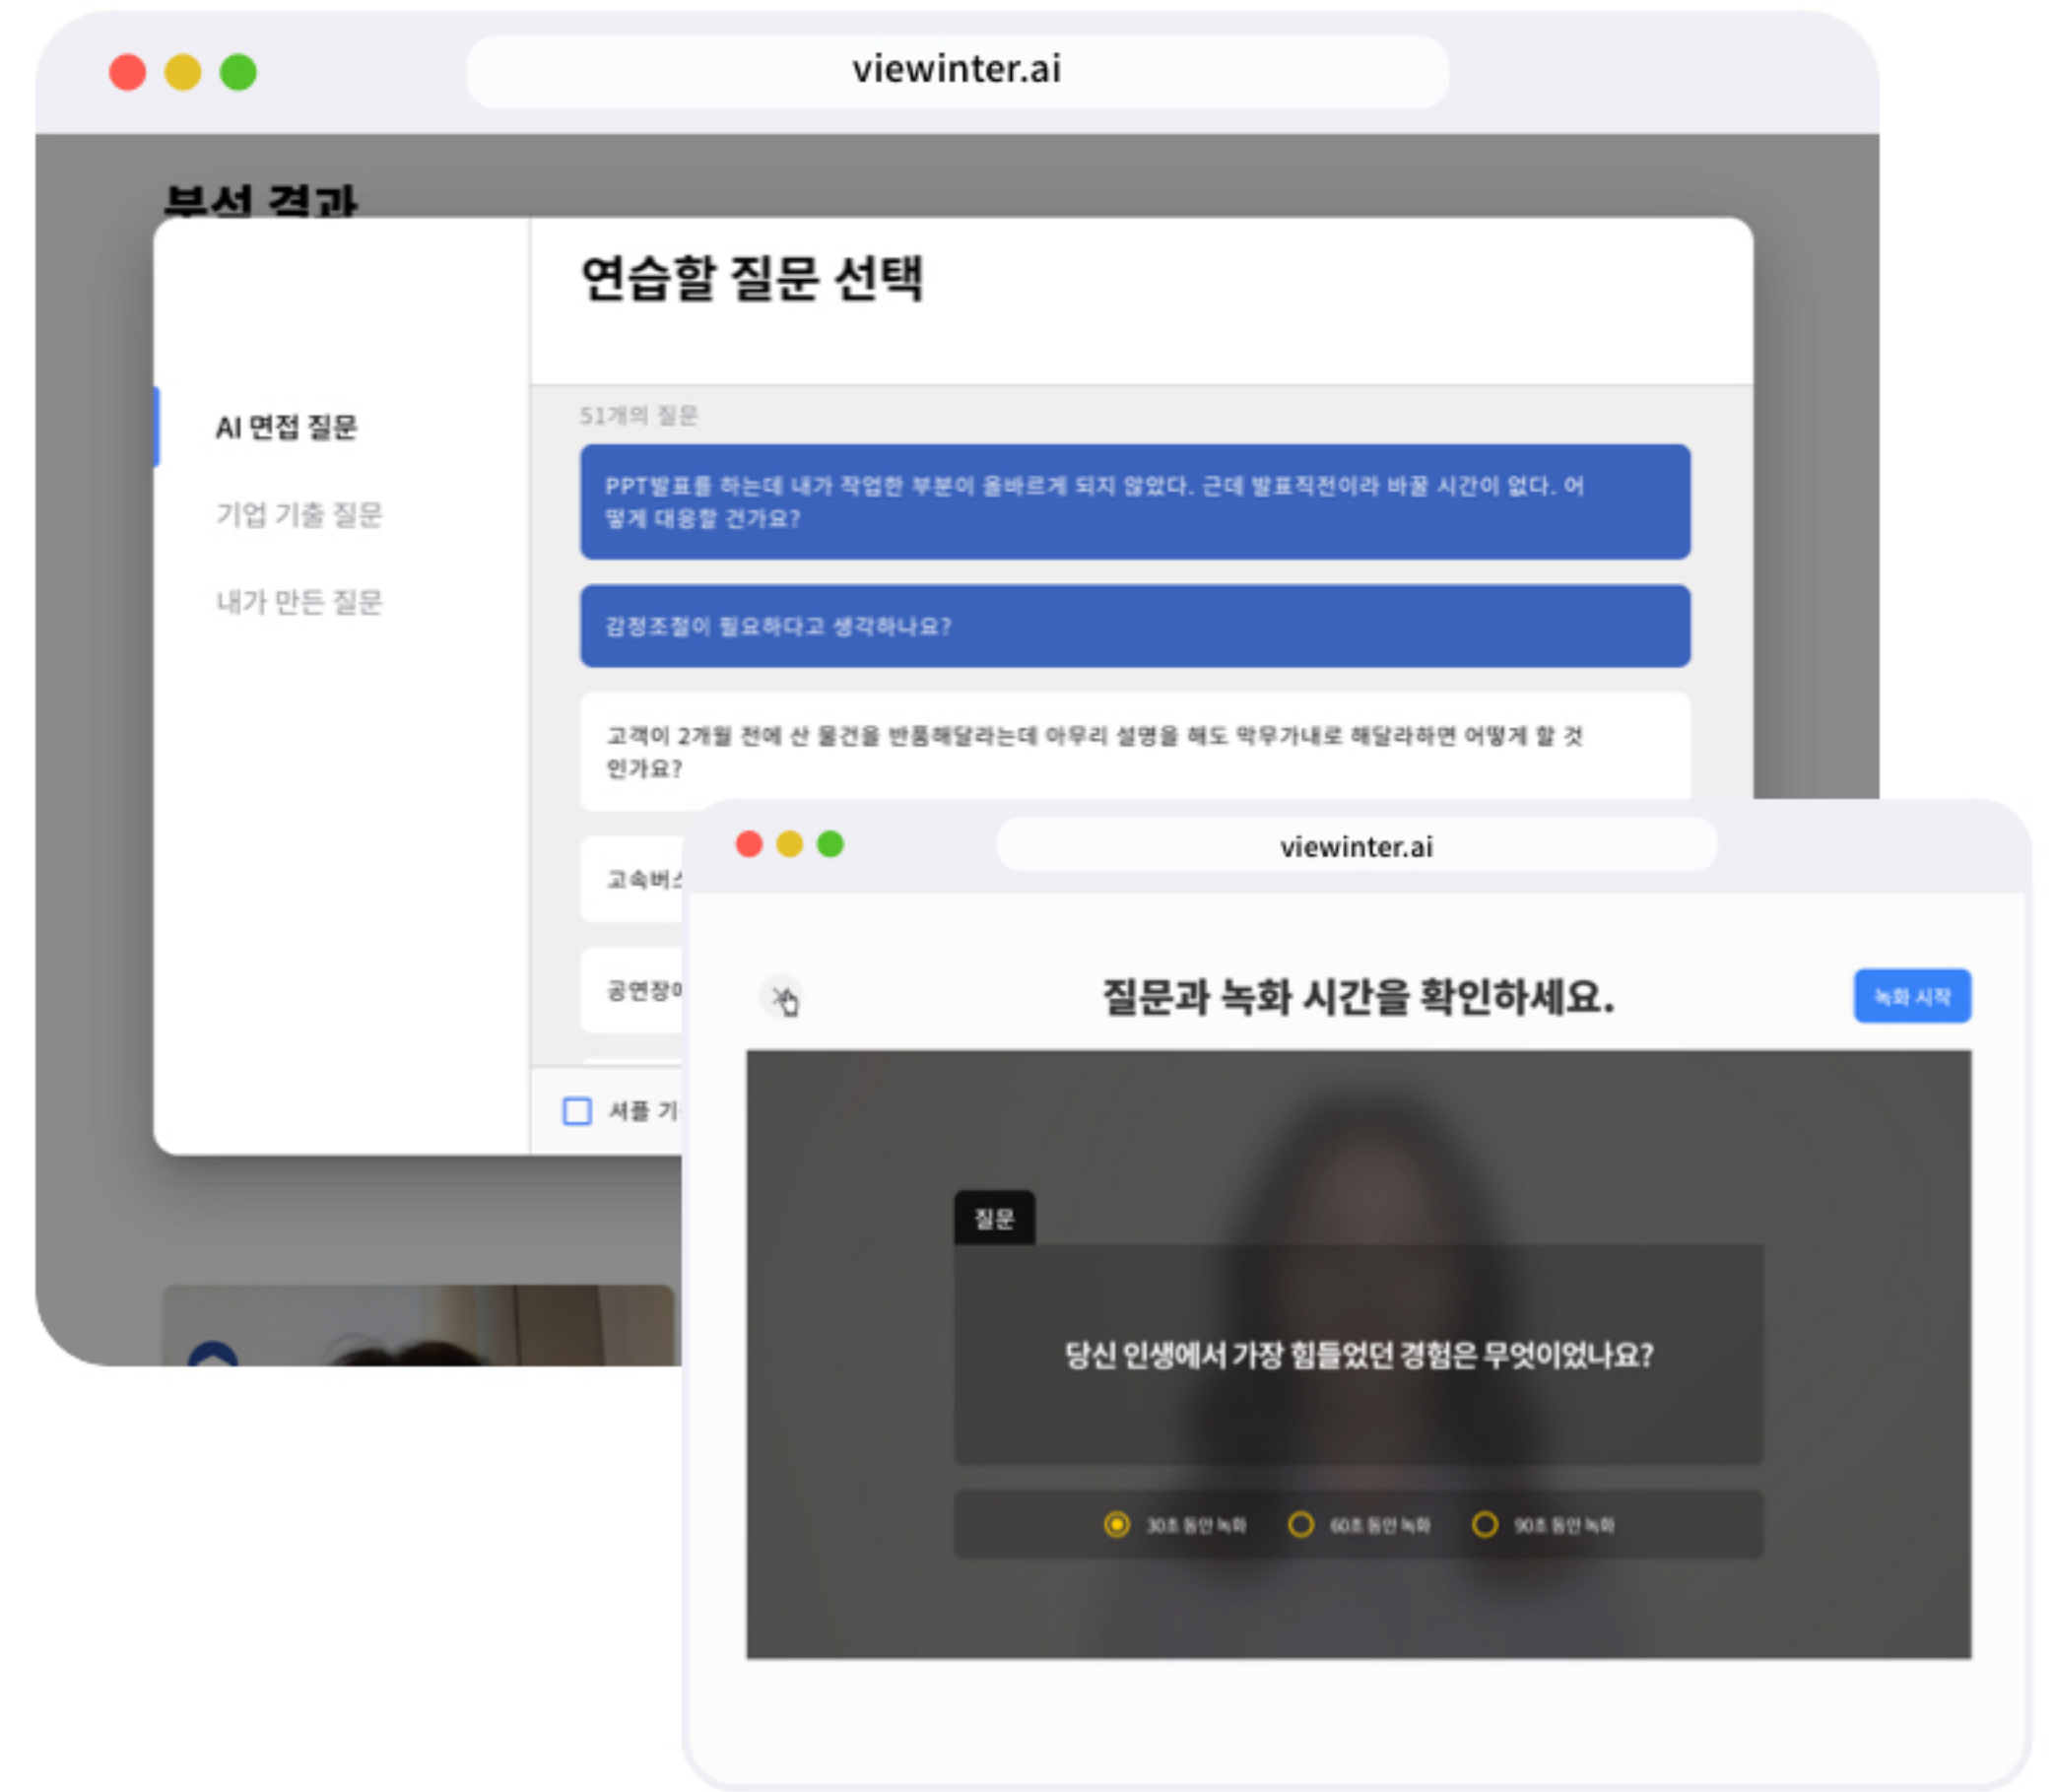 viewinter.ai
분석 결과
연습할 질문 선택
AI 면접 질문
기업 기출 질문
내가 만든 질문
51개의 질문
PPT발표를 하는데 내가 작업한 부분이 올바르게 되지 않았다. 근데 발표직전이라 바꿀 시간이 없다. 어
떻게 대응할 건가요?
감정조절이 필요하다고 생각하나요?
고객이 2개월 전에 산 물건을 반품해달라는데 아무리 설명을 해도 막무가내로 해달라하면 어떻게 할 것
인가요?
고속버스
공연장에
셔플 기
viewinter.ai
질문과 녹화 시간을 확인하세요.
녹화 시작
질문
당신 인생에서 가장 힘들었던 경험은 무엇이었나요?
30초 동안 녹화
60초 동안 녹화
90초 동안 녹화